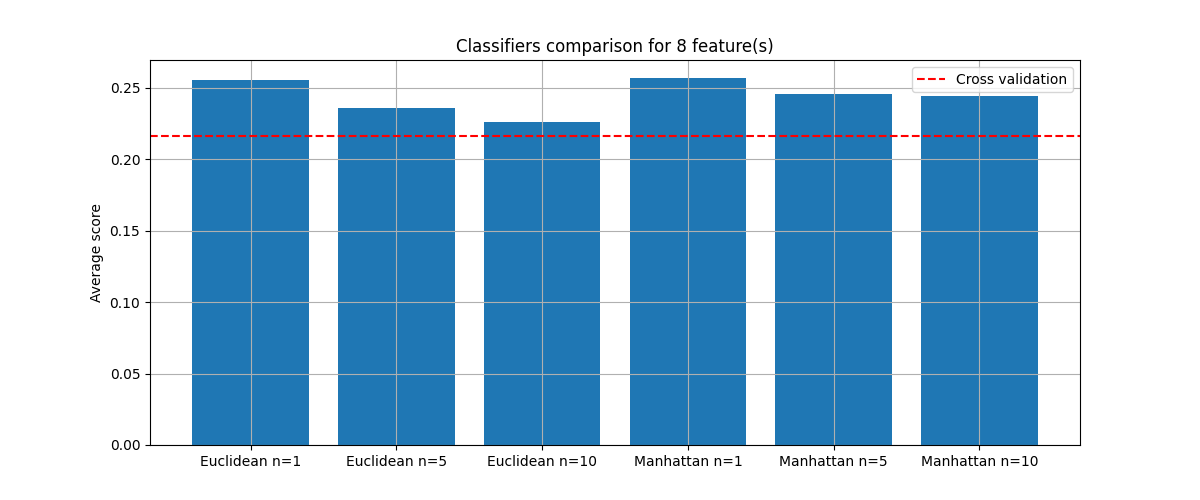 Classifiers comparison for 8 feature(s)
Cross validation
Average score
0.25
0.20
0.15
0.10
0.05
0.00
Euclidean n=1 Euclidean n=5 Euclidean n=10 Manhattan n=1 Manhattan n=5 Manhattan n=10